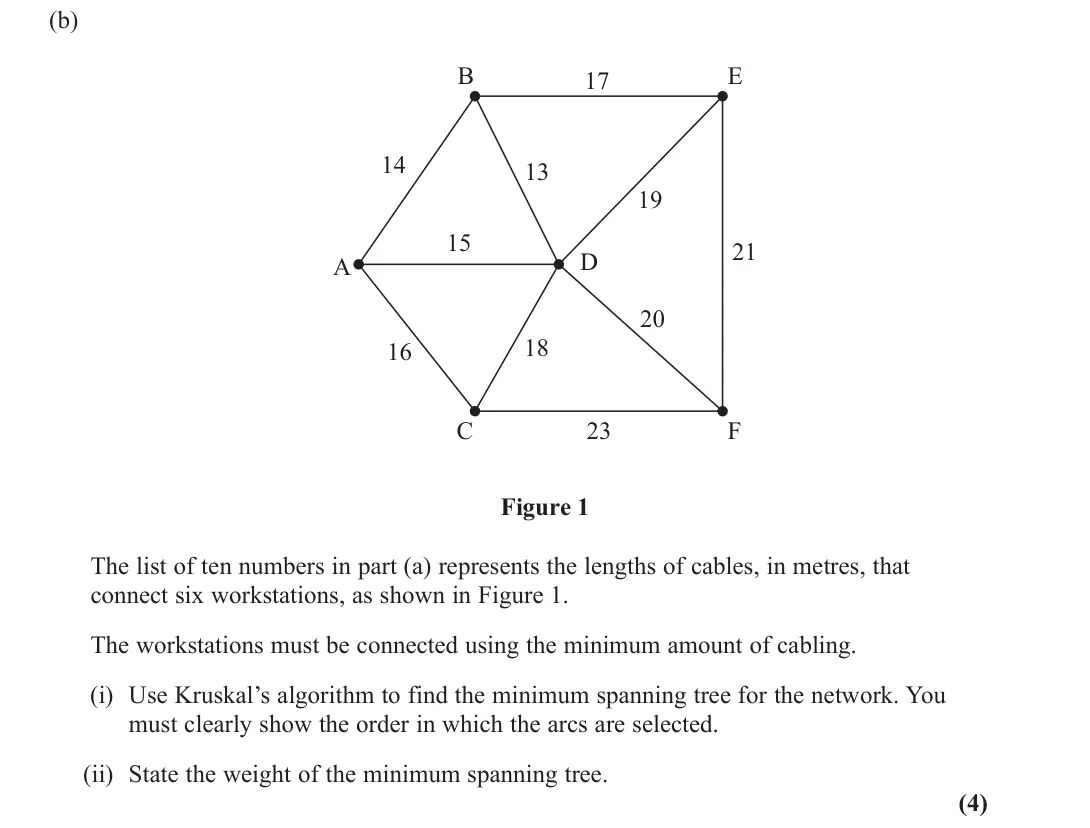 (b)
B
17
E
14
13
19
15
A
D
21
20
16
18
C
23
F
Figure 1
The list of ten numbers in part (a) represents the lengths of cables, in metres, that
connect six workstations, as shown in Figure 1.
The workstations must be connected using the minimum amount of cabling.
(i) Use Kruskal’s algorithm to find the minimum spanning tree for the network. You
must clearly show the order in which the arcs are selected.
(ii) State the weight of the minimum spanning tree.
(4)